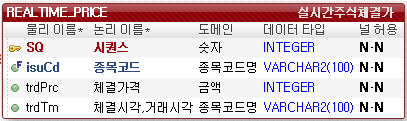 REALTIME_PRICE 실시간주식체결가
물리 이름* 논리 이름* 도메인 데이터 타입 널 허용
SQ 시퀀스 숫자 INTEGER N·N
isuCd 종목코드 종목코드명 VARCHAR2(100) N·N
trdPrc 체결가격 금액 INTEGER N·N
trdTm 체결시각,거래시각 종목코드명 VARCHAR2(100) N·N